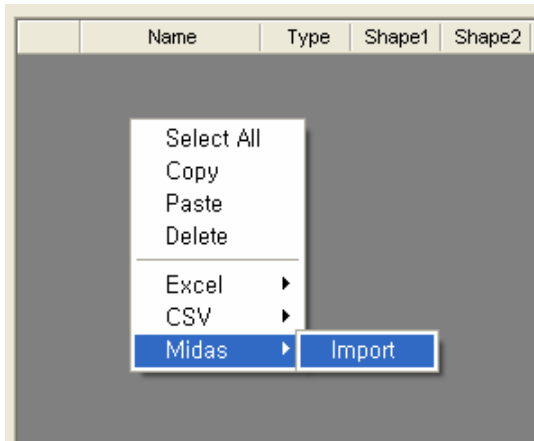 Name Type Shape1 Shape2
Select All
Copy
Paste
Delete
Excel
CSV
Midas Import